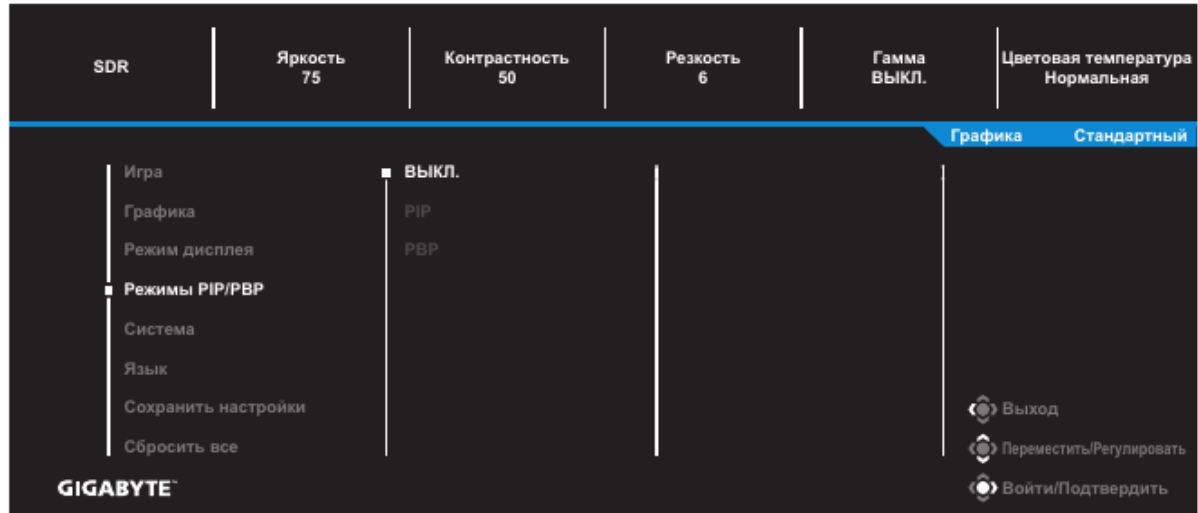 SDR
Яркость
75
Контрастность
50
Резкость
6
Гамма
ВЫКЛ.
Цветовая температура
Нормальная
Графика Стандартный
Игра
Графика
Режим дисплея
Режимы PIP/PBP
Система
Язык
Сохранить настройки
Сбросить все
ВЫКЛ.
PIP
PBP
Выход
Переместить/Регулировать
Войти/Подтвердить
GIGABYTE™